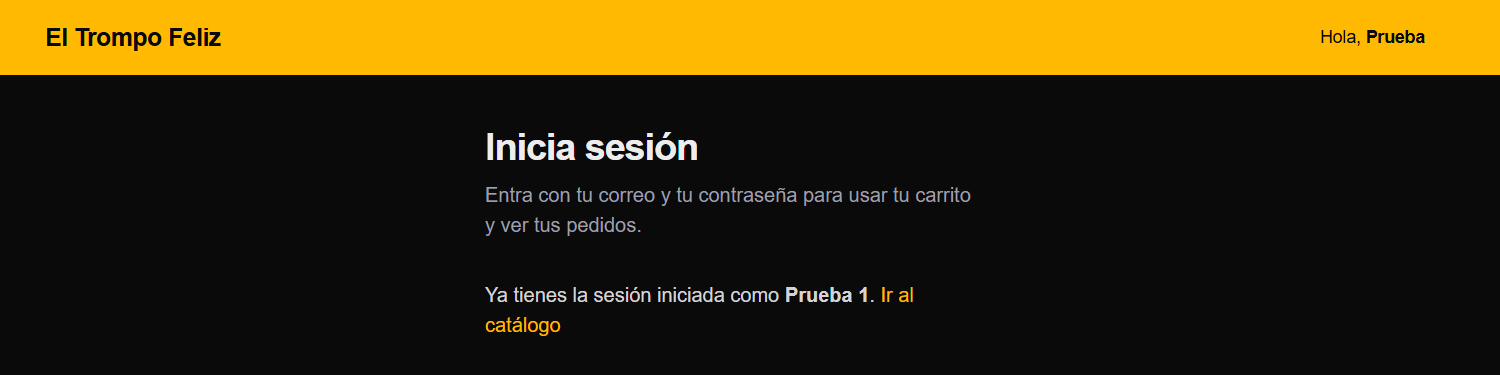 El Trompo Feliz
Hola, Prueba
Inicia sesión
Entra con tu correo y tu contraseña para usar tu carrito
y ver tus pedidos.
Ya tienes la sesión iniciada como Prueba 1. Ir al
catálogo